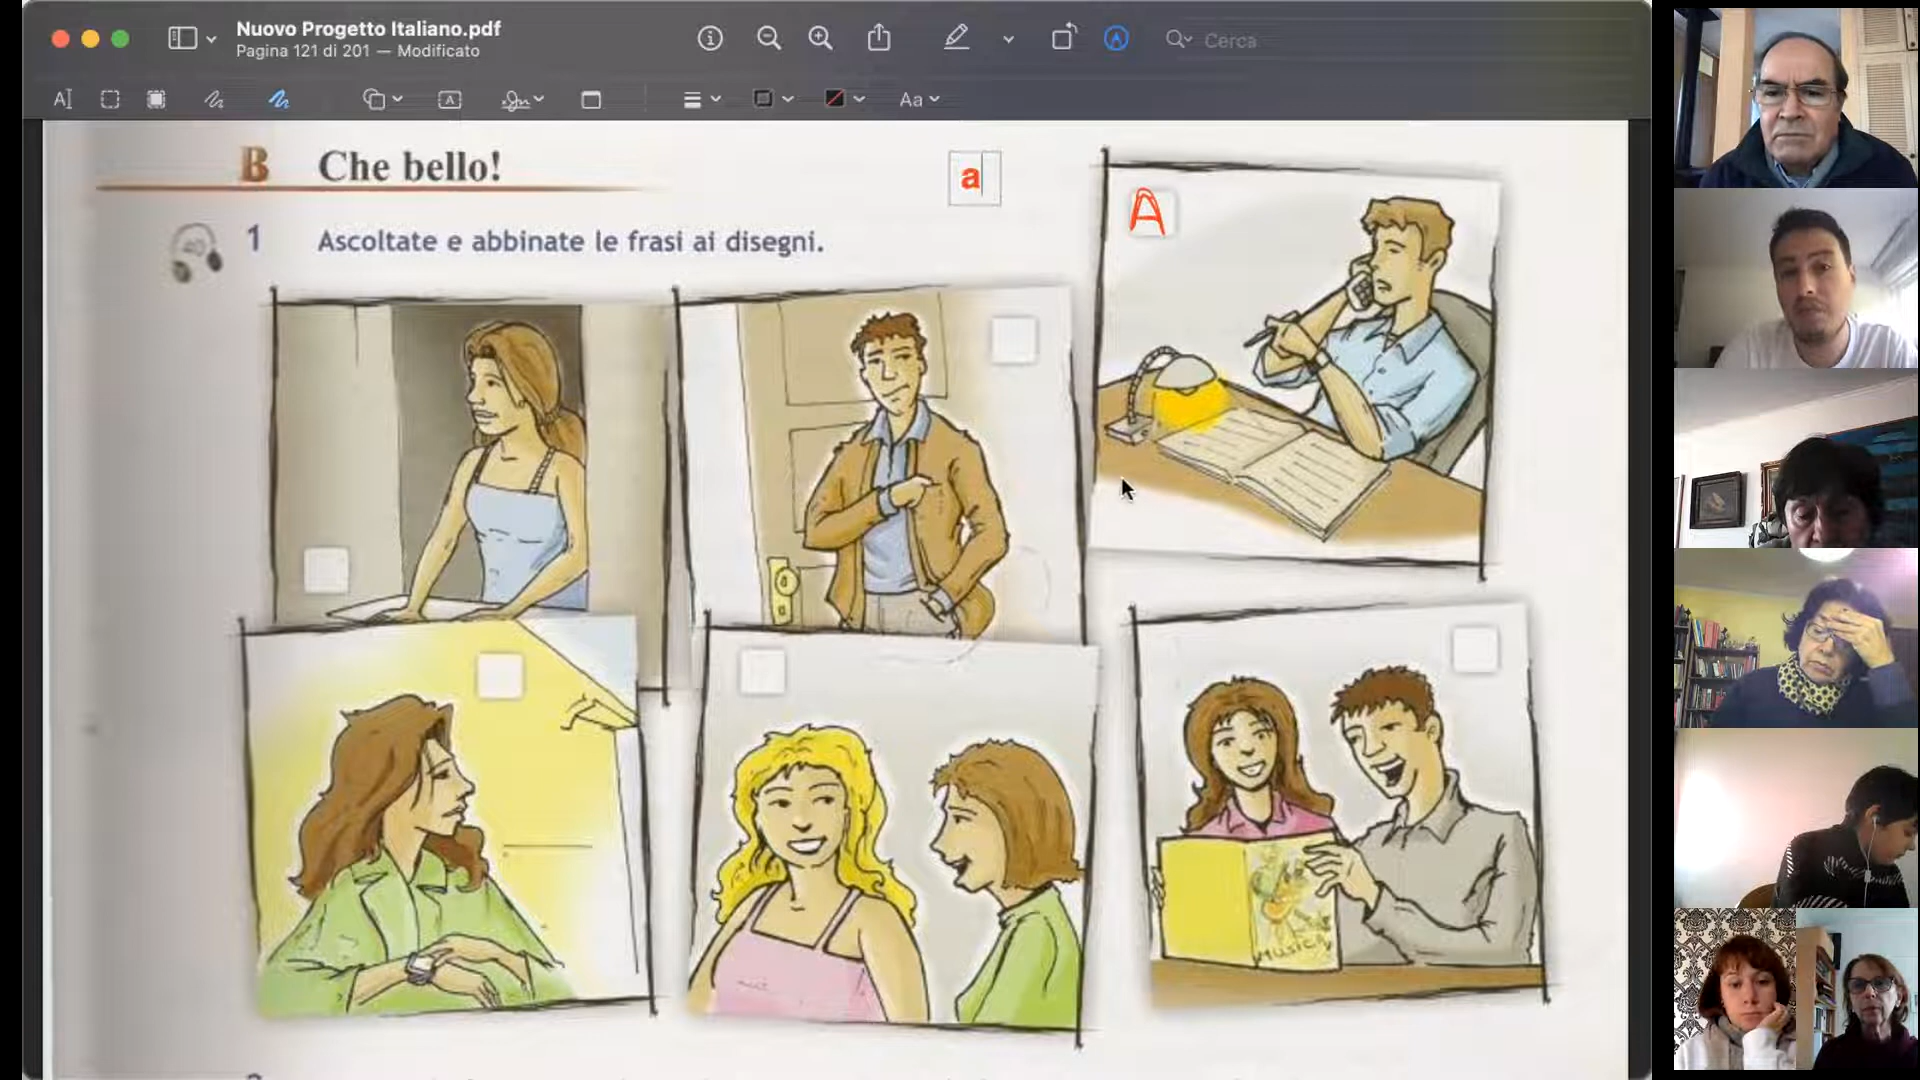 Nuovo Progetto Italiano.pdf
Pagina 121 di 201 — Modificato
Cerca
A
Aa
B Che bello!
a
A
40
1 Ascoltate e abbinate le frasi ai disegni.
Musica